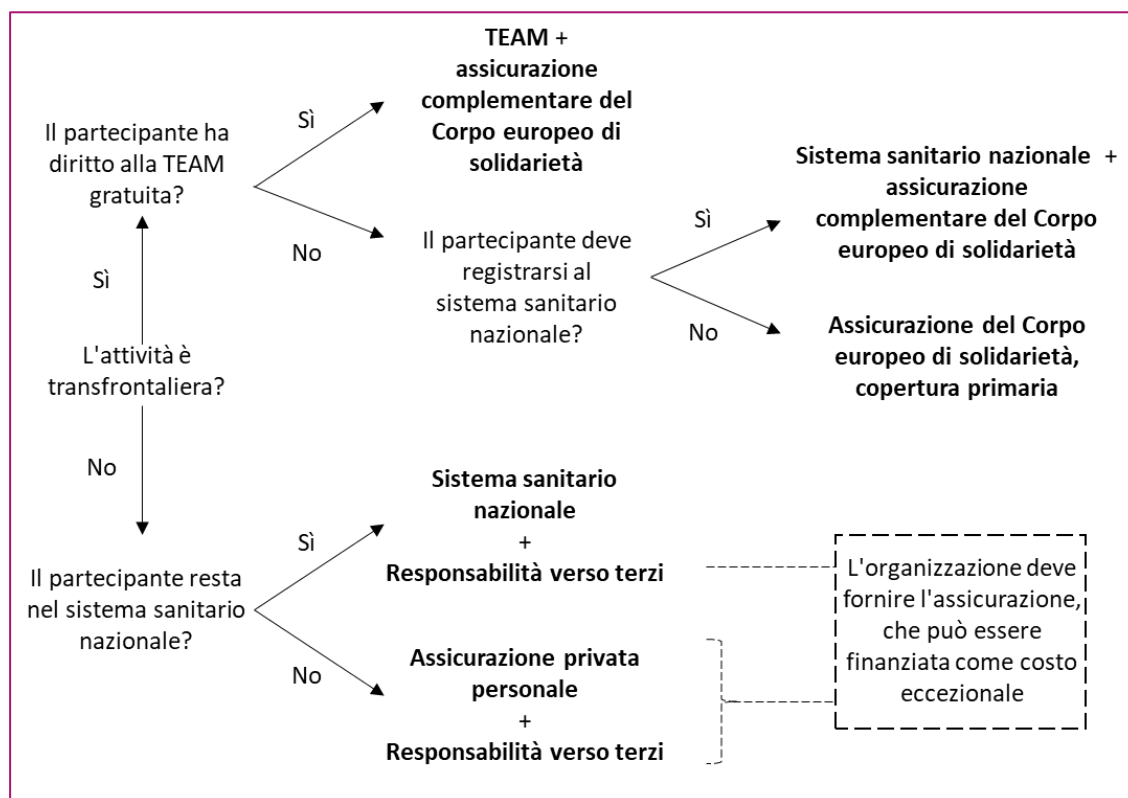 TEAM +
assicurazione
complementare del
Corpo europeo di
solidarietà
Sì
Il partecipante ha
diritto alla TEAM
gratuita?
No
Sistema sanitario nazionale +
assicurazione
complementare del Corpo
europeo di solidarietà
Sì
Il partecipante deve
registrarsi al
sistema sanitario
nazionale?
No
Assicurazione del Corpo
europeo di solidarietà,
copertura primaria
Sì
L'attività è
transfrontaliera?
No
Sistema sanitario
nazionale
+
Responsabilità verso terzi
Sì
Il partecipante resta
nel sistema sanitario
nazionale?
No
Assicurazione privata
personale
+
Responsabilità verso terzi
L'organizzazione deve
fornire l'assicurazione,
che può essere
finanziata come costo
eccezionale